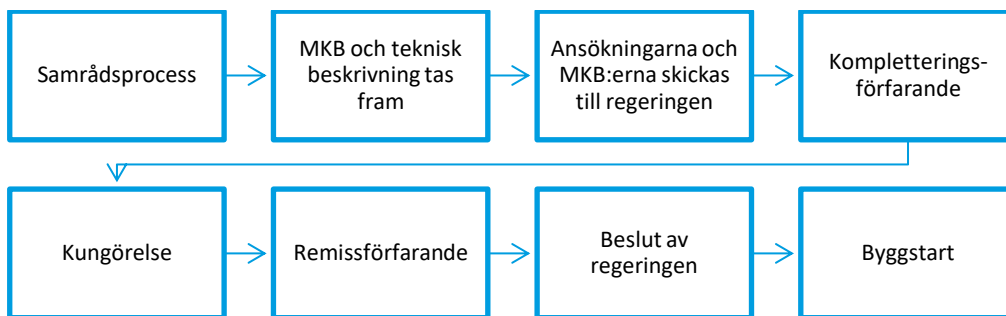 Samrådsprocess
MKB och teknisk
beskrivning tas
fram
Ansökningarna och
MKB:erna skickas
till regeringen
Kompletterings-
förfarande
Kungörelse
Remissförfarande
Beslut av
regeringen
Byggstart